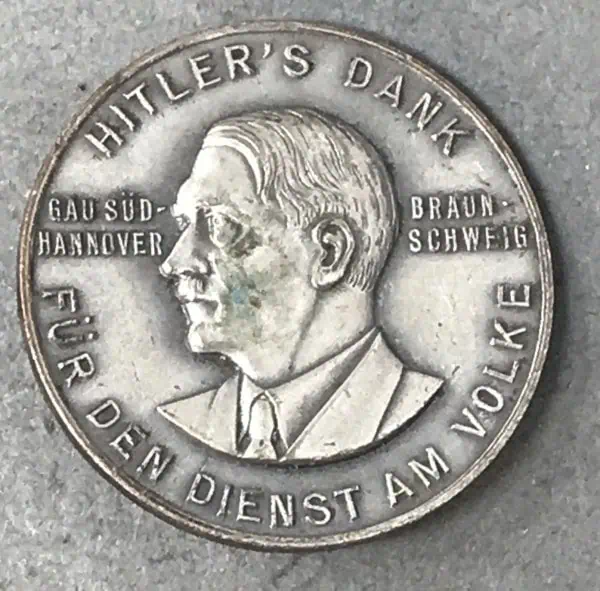 HITLER'S DANK
GAU SÜD-
HANNOVER
BRAUN-
SCHWEIG
FÜR DEN DIENST AM VOLKE